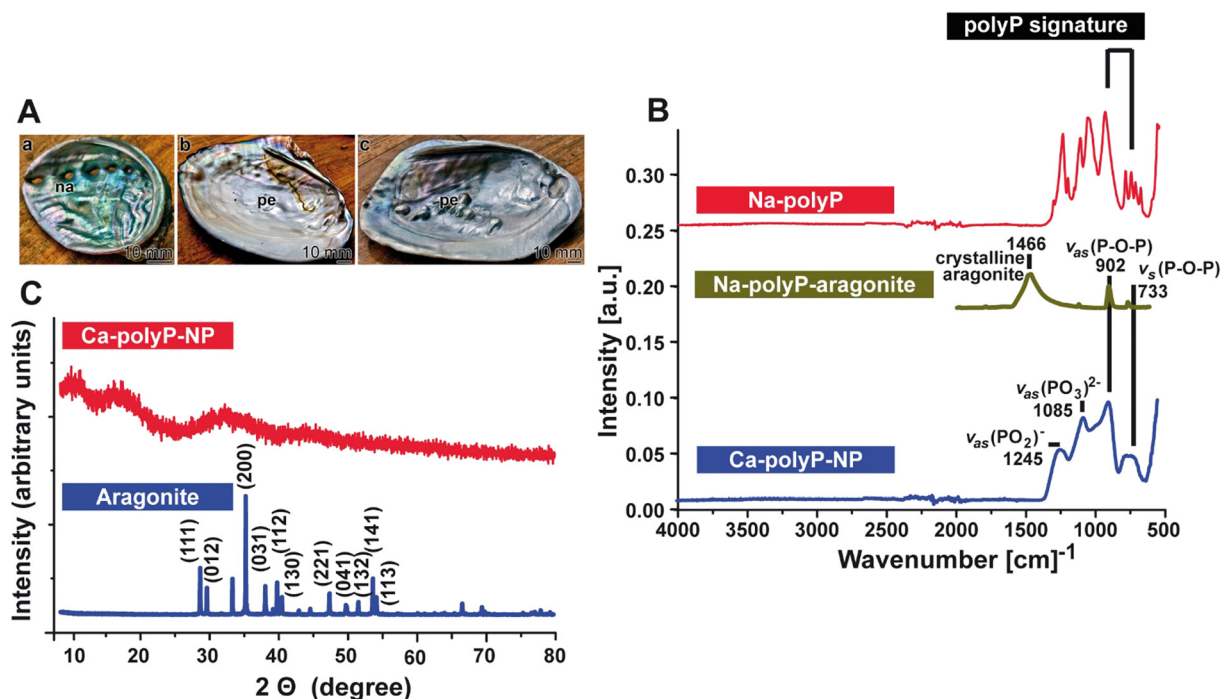 A
a
na
10 mm
b
pe
10 mm
c
pe
10 mm
B
polyP signature
Na-polyP
Na-polyP-aragonite
crystalline
aragonite
1466
νas(P-O-P)
902
νs(P-O-P)
733
Ca-polyP-NP
νas(PO2)-
1245
νas(PO3)2-
1085
Intensity [a.u.]
0.30
0.25
0.20
0.15
0.10
0.05
0.00
4000 3500 3000 2500 2000 1500 1000 500
Wavenumber [cm]-1
C
Ca-polyP-NP
Aragonite
(111)
(012)
(200)
(031)
(112)
(130)
(221)
(041)
(132)
(141)
(113)
Intensity (arbitrary units)
10 20 30 40 50 60 70 80
2 Θ (degree)